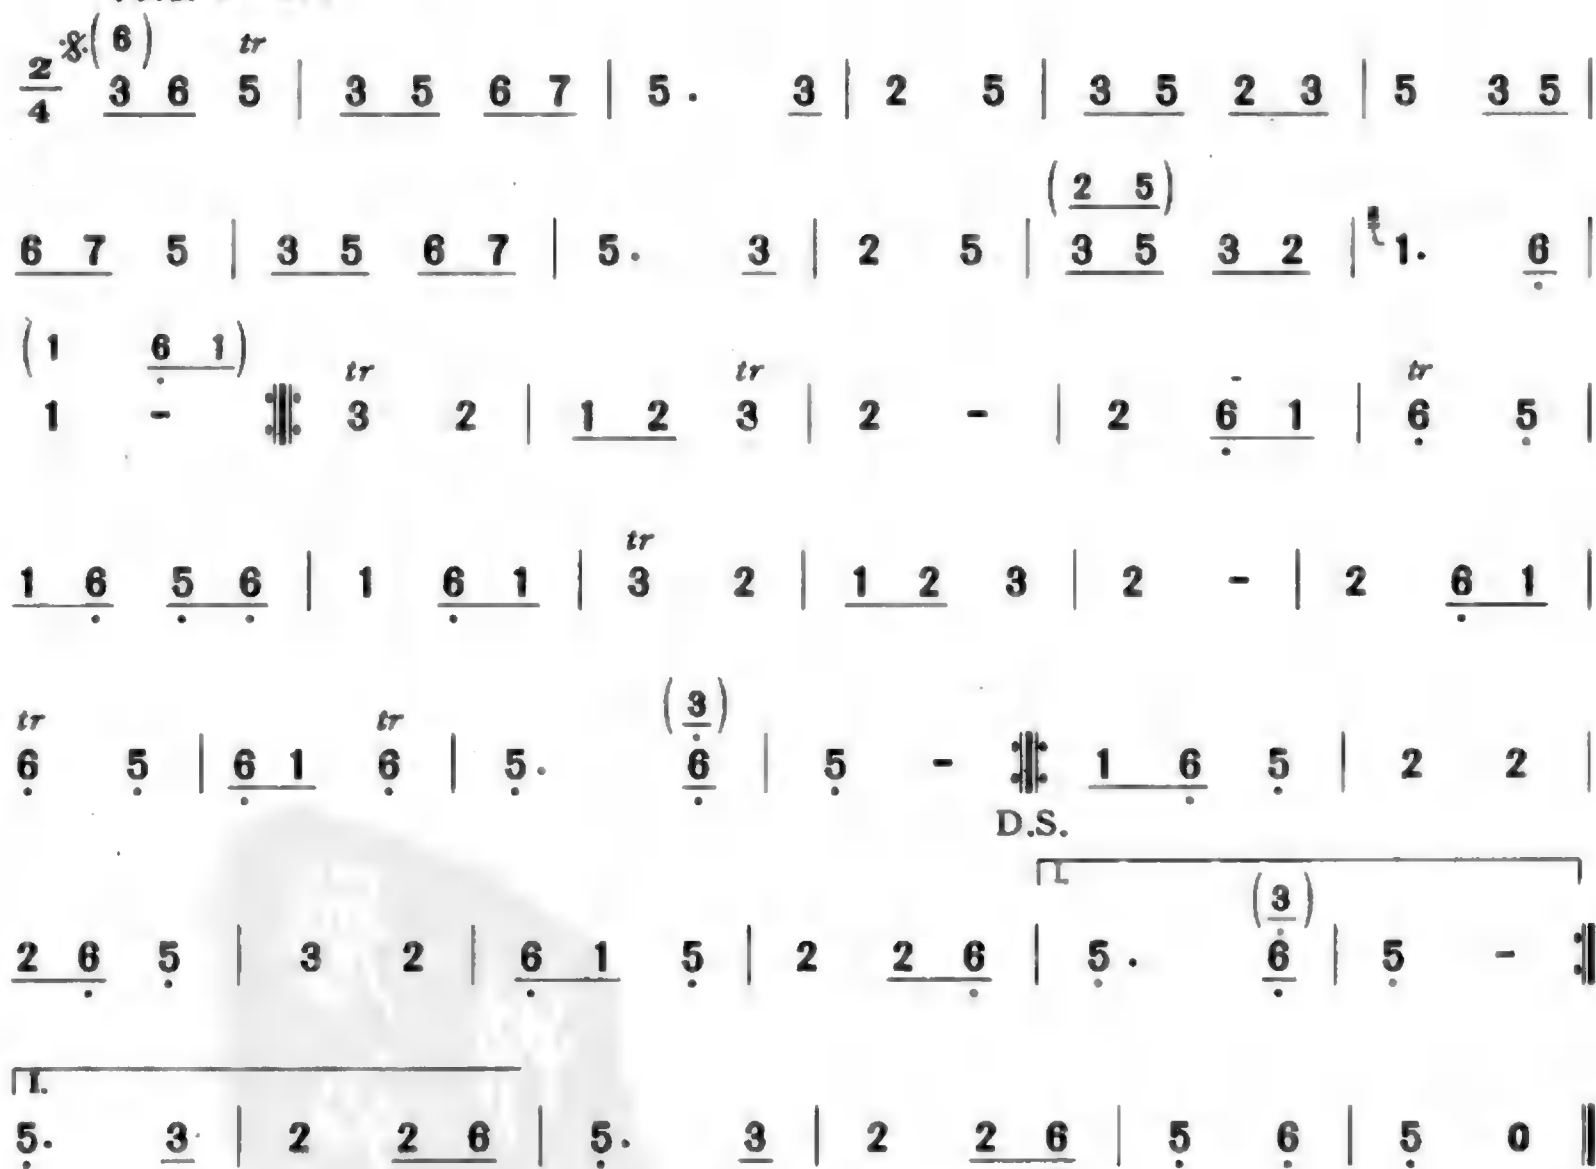 ( 6 ) tr
2/4 𝄋 3 6 5 | 3 5 6 7 | 5 . 3 | 2 5 | 3 5 2 3 | 5 3 5 |
( 2 5 )
6 7 5 | 3 5 6 7 | 5 . 3 | 2 5 | 3 5 3 2 | 1 . 6̣ |
( 1 6̣ 1 ) tr tr tr
1 - :‖: 3 2 | 1 2 3 | 2 - | 2 6̣ 1 | 6̣ 5̣ |
tr
1 6̣ 5̣ 6̣ | 1 6̣ 1 | 3 2 | 1 2 3 | 2 - | 2 6̣ 1 |
tr tr ( 3̣ )
6̣ 5̣ | 6̣ 1 6̣ | 5̣ . 6̣ | 5̣ - :‖: 1 6̣ 5̣ | 2 2 |
D.S.
I. ( 3̣ )
2 6̣ 5̣ | 3 2 | 6̣ 1 5̣ | 2 2 6̣ | 5̣ . 6̣ | 5̣ - :‖
5̣ . 3 | 2 2 6 | 5̣ . 3 | 2 2 6 | 5̣ 6̣ | 5̣ 0 ‖